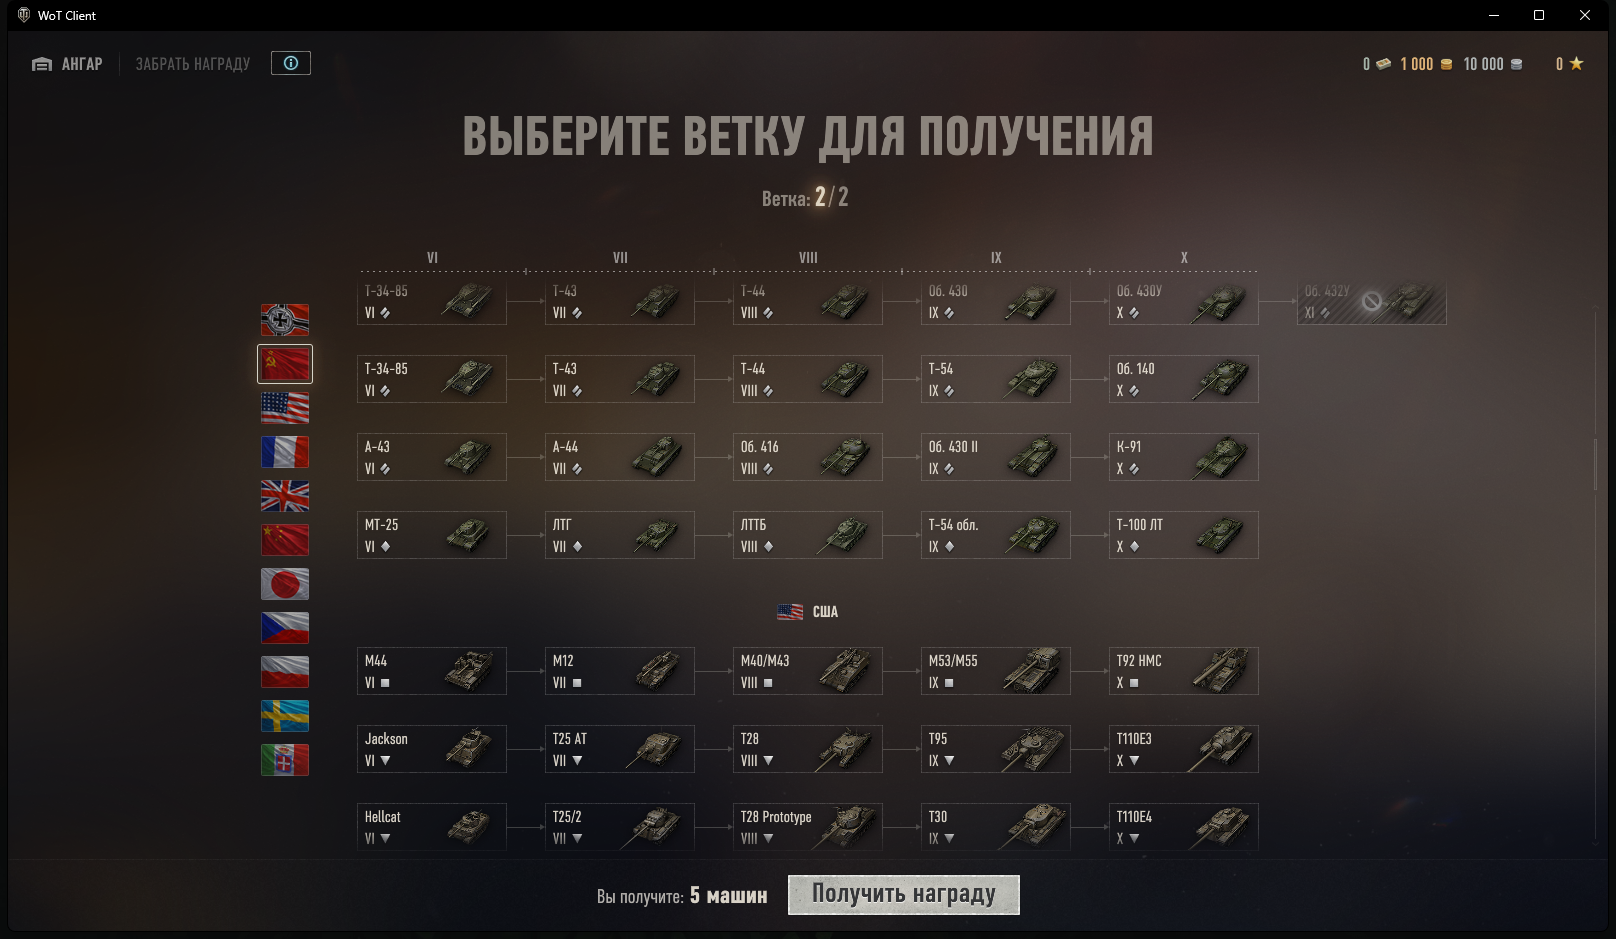 WoT Client
АНГАР ЗАБРАТЬ НАГРАДУ 0 1 000 10 000 0
ВЫБЕРИТЕ ВЕТКУ ДЛЯ ПОЛУЧЕНИЯ
Ветка: 2/2
VI VII VIII IX X
Т-34-85 Т-43 Т-44 Об. 430 Об. 430У Об. 432У
VI VII VIII IX X XI
Т-34-85 Т-43 Т-44 Т-54 Об. 140
VI VII VIII IX X
А-43 А-44 Об. 416 Об. 430 II К-91
VI VII VIII IX X
МТ-25 ЛТГ ЛТТБ Т-54 обл. Т-100 ЛТ
VI VII VIII IX X
США
M44 M12 M40/M43 M53/M55 T92 HMC
VI VII VIII IX X
Jackson T25 AT T28 T95 T110E3
VI VII VIII IX X
Hellcat T25/2 T28 Prototype T30 T110E4
VI VII VIII IX X
Вы получите: 5 машин Получить награду